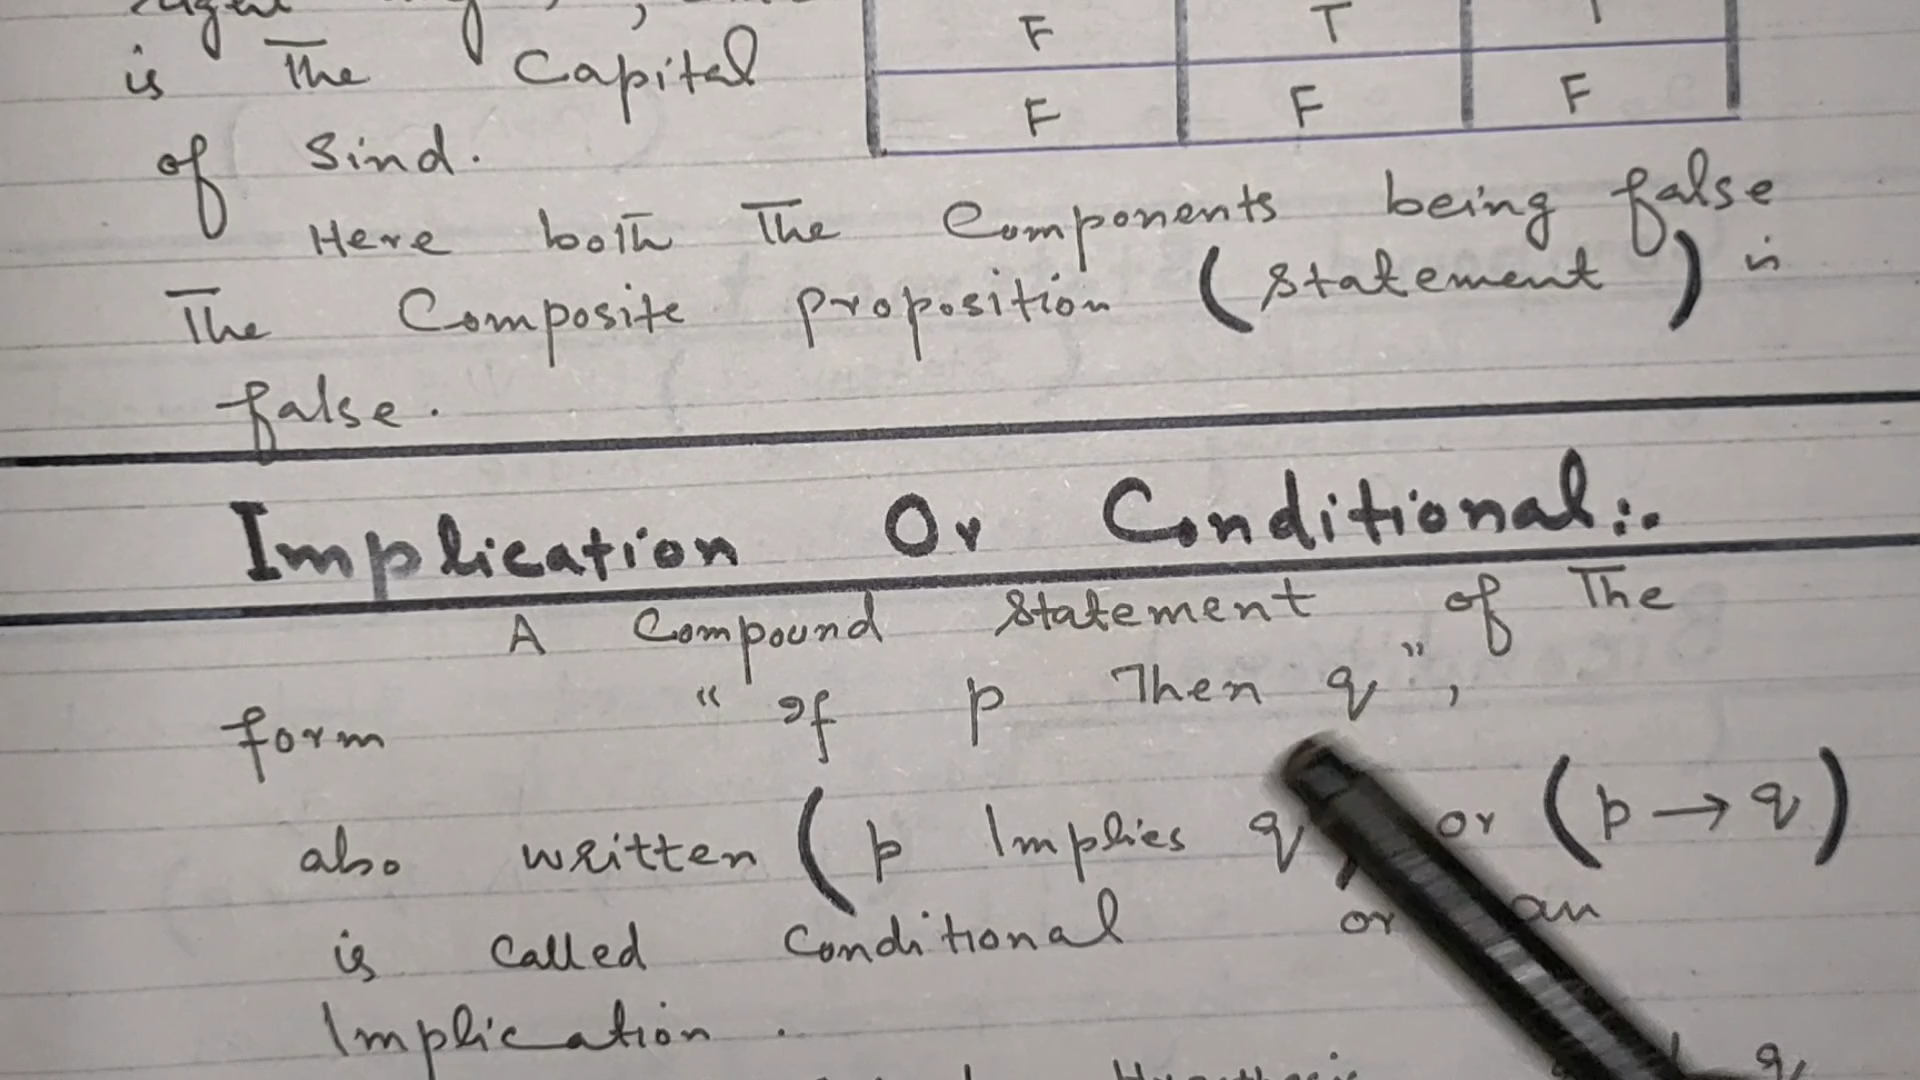 is The Capital
of Sind.
F T
F F F
Here both The Components being false
The Composite proposition (statement) is
false.
Implication Or Conditional:.
A Compound statement of The
form "If p Then q",
also written (p Implies q or (p → q)
is called Conditional or an
Implication.
Hypothesis q